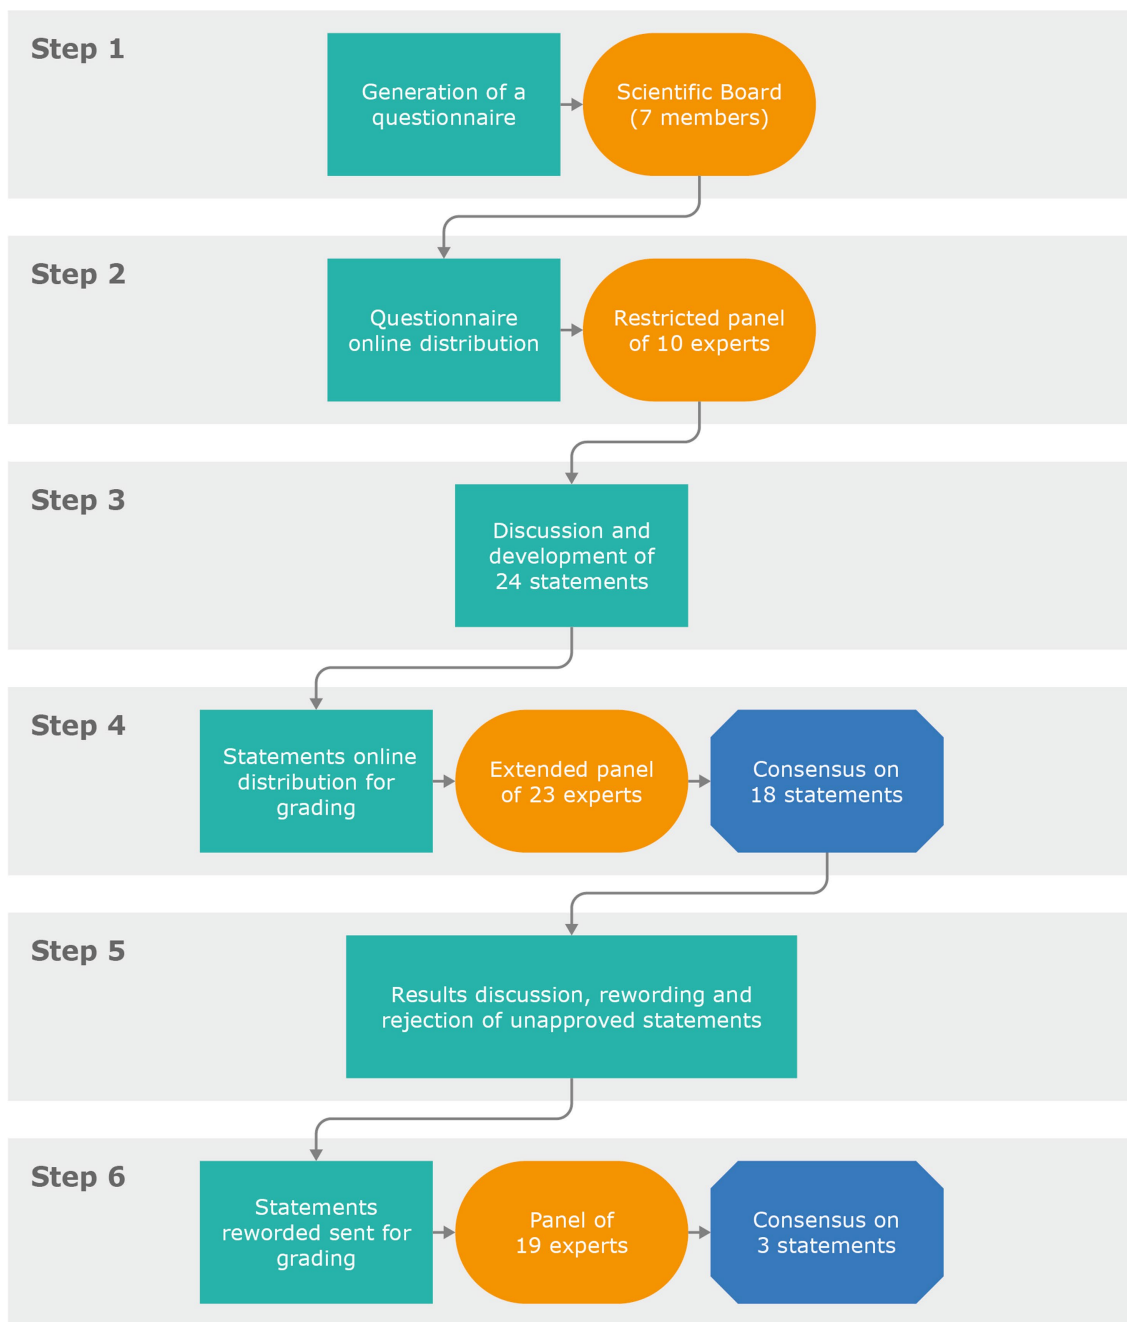 Step 1
Generation of a
questionnaire
Scientific Board
(7 members)
Step 2
Questionnaire
online distribution
Restricted panel
of 10 experts
Step 3
Discussion and
development of
24 statements
Step 4
Statements online
distribution for
grading
Extended panel
of 23 experts
Consensus on
18 statements
Step 5
Results discussion, rewording and
rejection of unapproved statements
Step 6
Statements
reworded sent for
grading
Panel of
19 experts
Consensus on
3 statements